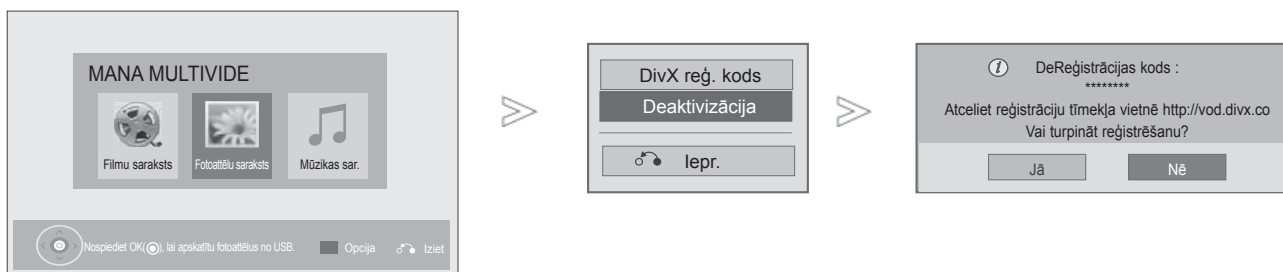 MANA MULTIVIDE
Filmu saraksts
Fotoattēlu saraksts
Mūzikas sar.
Nospiediet OK(◉), lai apskatītu fotoattēlus no USB.
Opcija
Iziet
DivX reģ. kods
Deaktivizācija
Iepr.
DeReģistrācijas kods :
********
Atceliet reģistrāciju tīmekļa vietnē http://vod.divx.co
Vai turpināt reģistrēšanu?
Jā
Nē